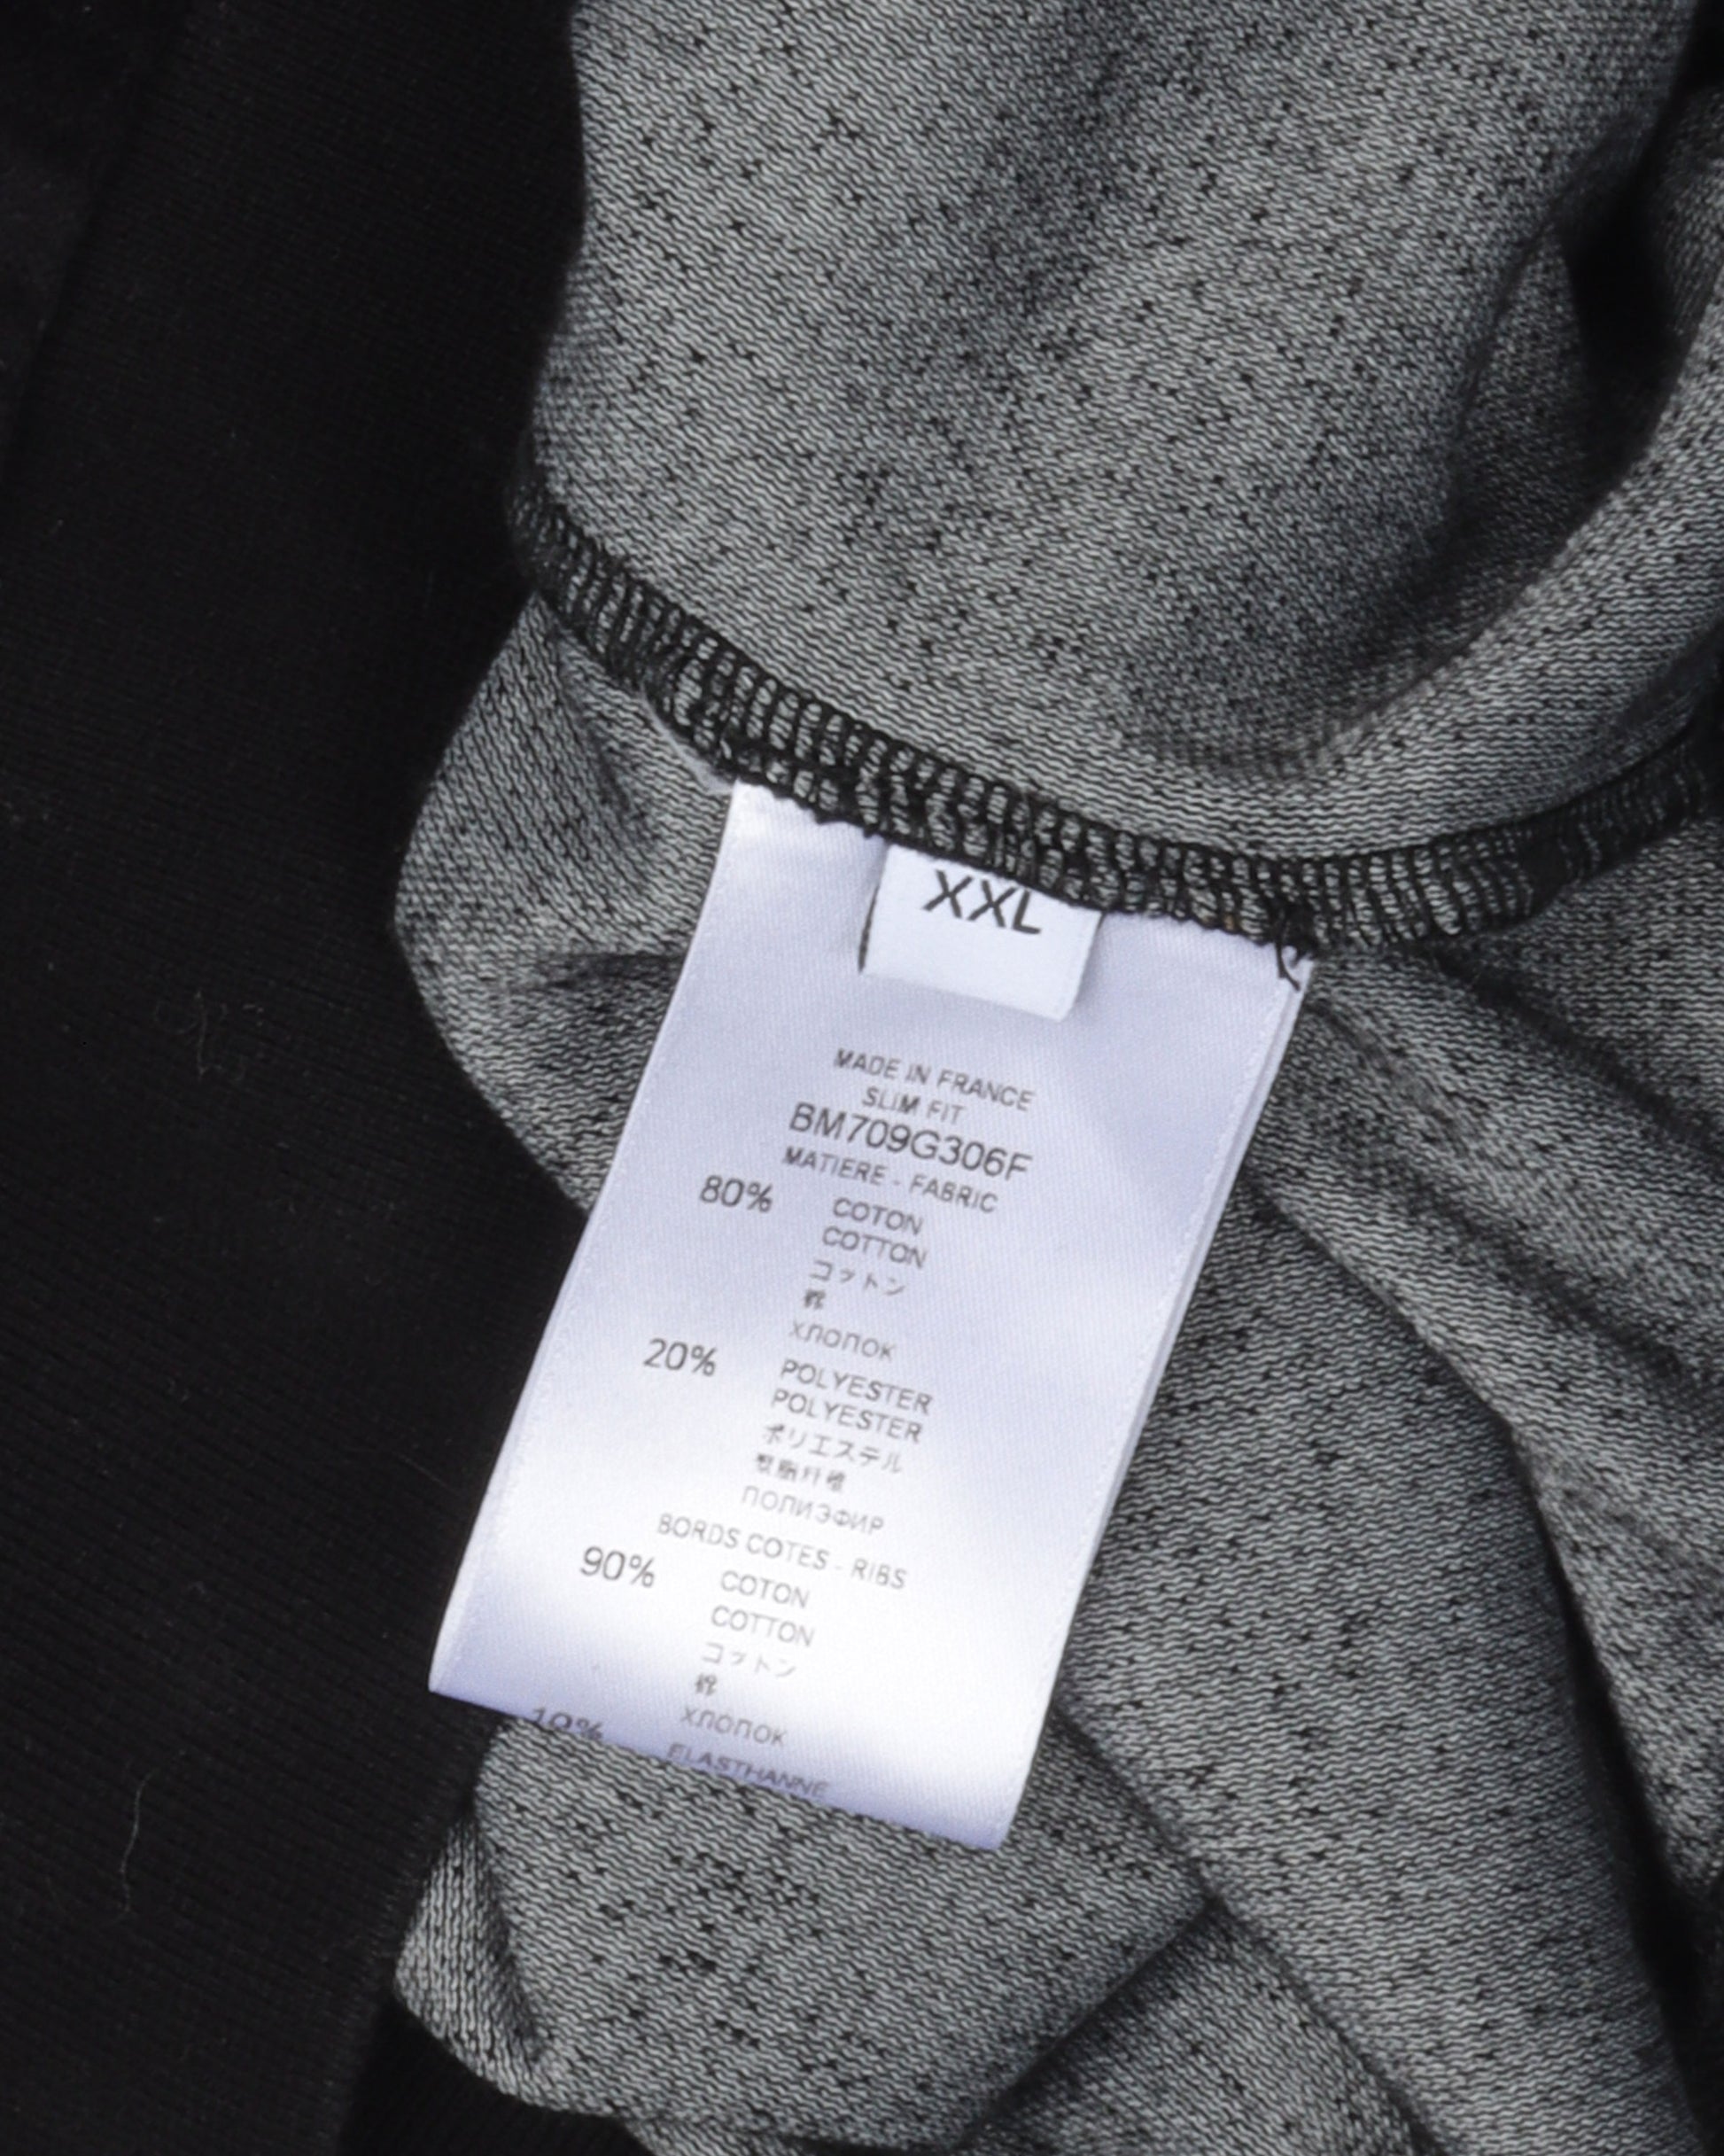 XXL
MADE IN FRANCE
SLIM FIT
BM709G306F
MATIERE - FABRIC
80% COTON
COTTON
コットン
棉
ХЛОПОК
20% POLYESTER
POLYESTER
ポリエステル
ПОЛИЭФИР
BORDS COTES - RIBS
90% COTON
COTTON
コットン
棉
ХЛОПОК
10% ELASTHANNE